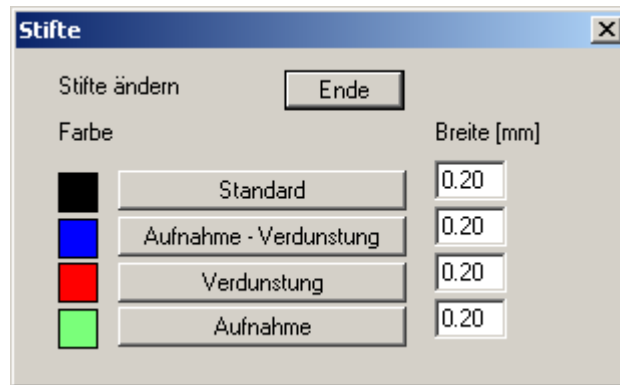 Stifte
Stifte ändern Ende
Farbe Breite [mm]
Standard 0.20
Aufnahme - Verdunstung 0.20
Verdunstung 0.20
Aufnahme 0.20